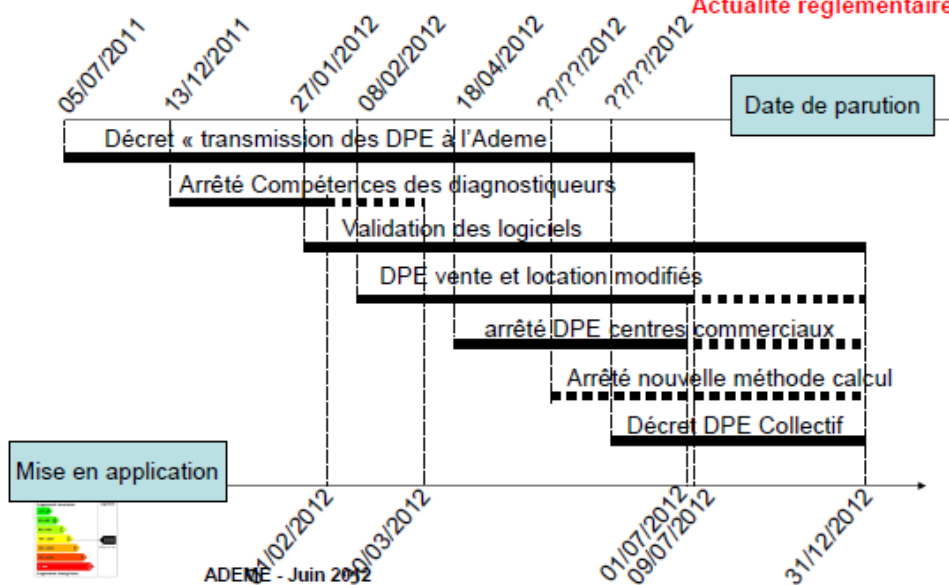 Actualité réglementaire
05/07/2011
13/12/2011
27/01/2012
08/02/2012
18/04/2012
??/??/2012
??/??/2012
Date de parution
Décret « transmission des DPE à l'Ademe
Arrêté Compétences des diagnostiqueurs
Validation des logiciels
DPE vente et location modifiés
arrêté DPE centres commerciaux
Arrêté nouvelle méthode calcul
Décret DPE Collectif
Mise en application
01/02/2012
/03/2012
01/07/2012
09/07/2012
31/12/2012
ADEME - Juin 2012